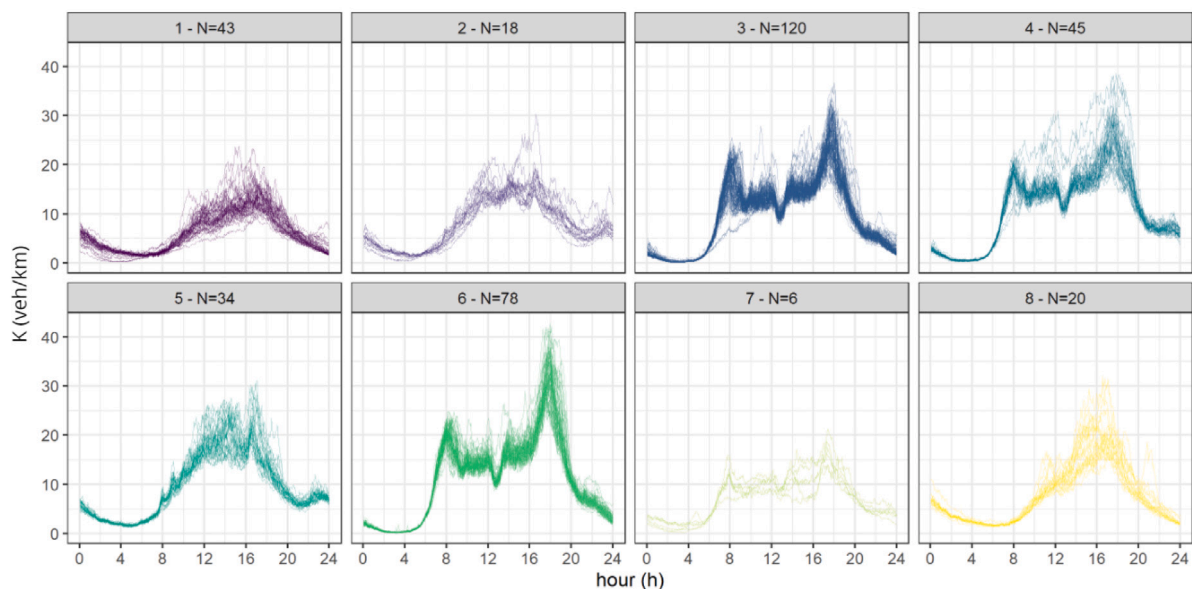 1 - N=43
2 - N=18
3 - N=120
4 - N=45
40
30
20
10
0
5 - N=34
6 - N=78
7 - N=6
8 - N=20
40
30
20
10
0
K (veh/km)
0 4 8 12 16 20 24
0 4 8 12 16 20 24
0 4 8 12 16 20 24
0 4 8 12 16 20 24
hour (h)